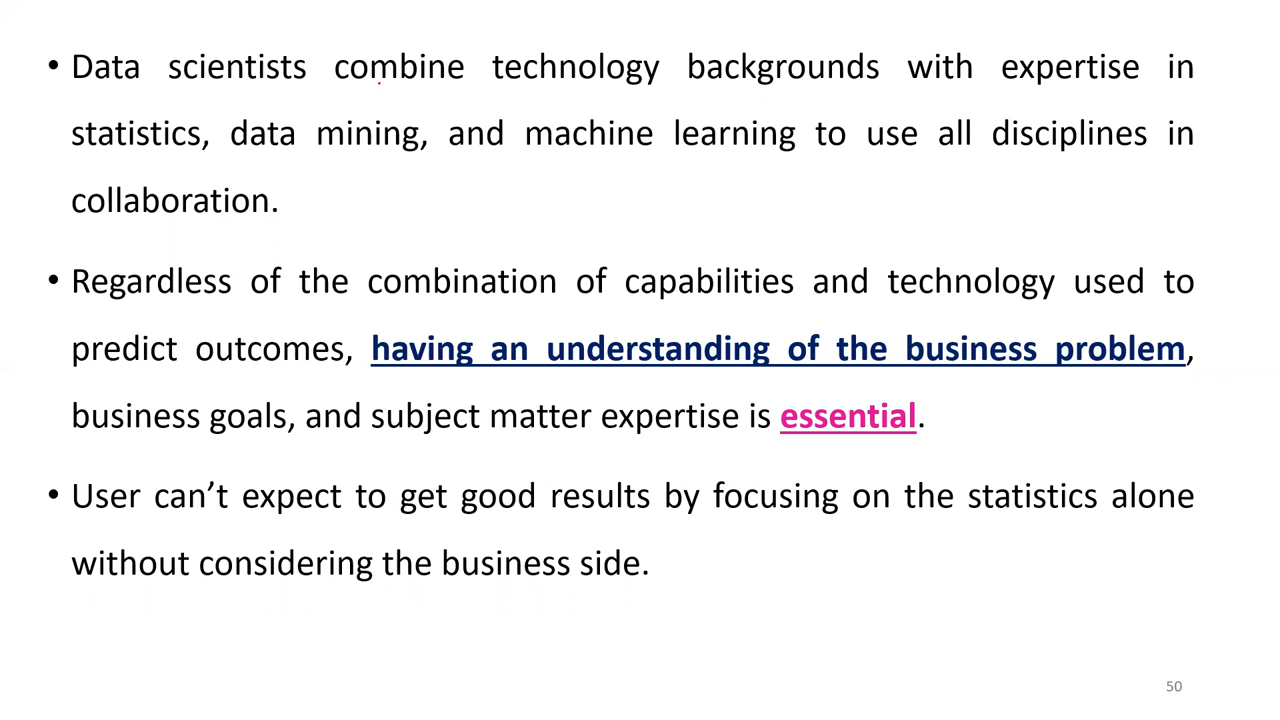 • Data scientists combine technology backgrounds with expertise in
statistics, data mining, and machine learning to use all disciplines in
collaboration.
• Regardless of the combination of capabilities and technology used to
predict outcomes, having an understanding of the business problem,
business goals, and subject matter expertise is essential.
• User can’t expect to get good results by focusing on the statistics alone
without considering the business side.
50